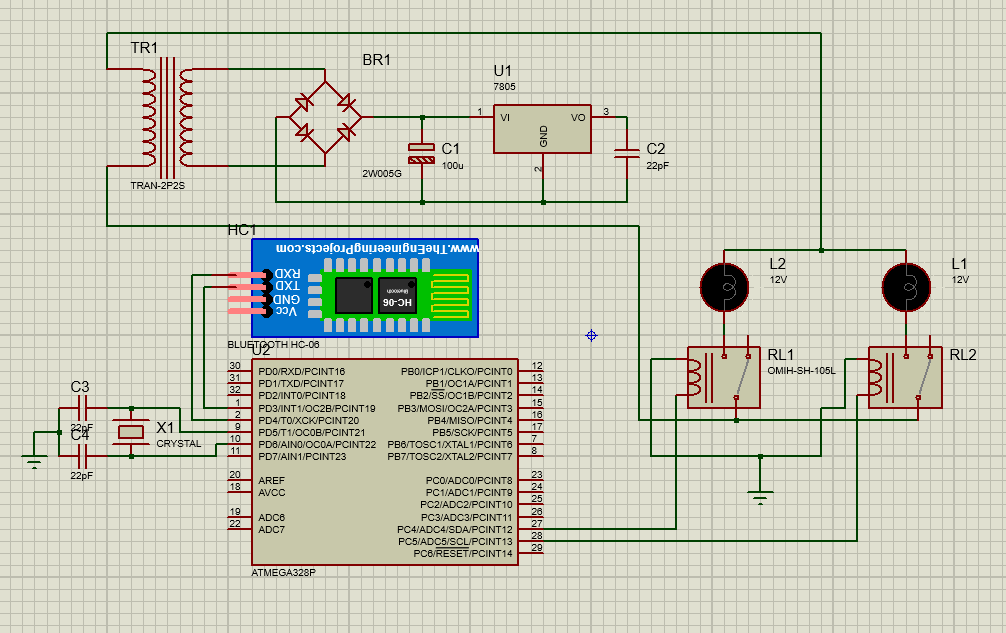 TR1
TRAN-2P2S
BR1
2W005G
U1
7805
1
VI
VO
3
GND
2
C1
100u
C2
22pF
HC1
www.TheEngineeringProjects.com
RXD
TXD
GND
Vcc
Bluetooth
HC-06
BLUETOOTH HC-06
L2
12V
L1
12V
RL1
OMIH-SH-105L
RL2
C3
22pF
C4
22pF
X1
CRYSTAL
U2
30 PD0/RXD/PCINT16
31 PD1/TXD/PCINT17
32 PD2/INT0/PCINT18
1 PD3/INT1/OC2B/PCINT19
2 PD4/T0/XCK/PCINT20
9 PD5/T1/OC0B/PCINT21
10 PD6/AIN0/OC0A/PCINT22
11 PD7/AIN1/PCINT23
20 AREF
18 AVCC
19 ADC6
22 ADC7
PB0/ICP1/CLKO/PCINT0 12
PB1/OC1A/PCINT1 13
PB2/SS/OC1B/PCINT2 14
PB3/MOSI/OC2A/PCINT3 15
PB4/MISO/PCINT4 16
PB5/SCK/PCINT5 17
PB6/TOSC1/XTAL1/PCINT6 7
PB7/TOSC2/XTAL2/PCINT7 8
PC0/ADC0/PCINT8 23
PC1/ADC1/PCINT9 24
PC2/ADC2/PCINT10 25
PC3/ADC3/PCINT11 26
PC4/ADC4/SDA/PCINT12 27
PC5/ADC5/SCL/PCINT13 28
PC6/RESET/PCINT14 29
ATMEGA328P